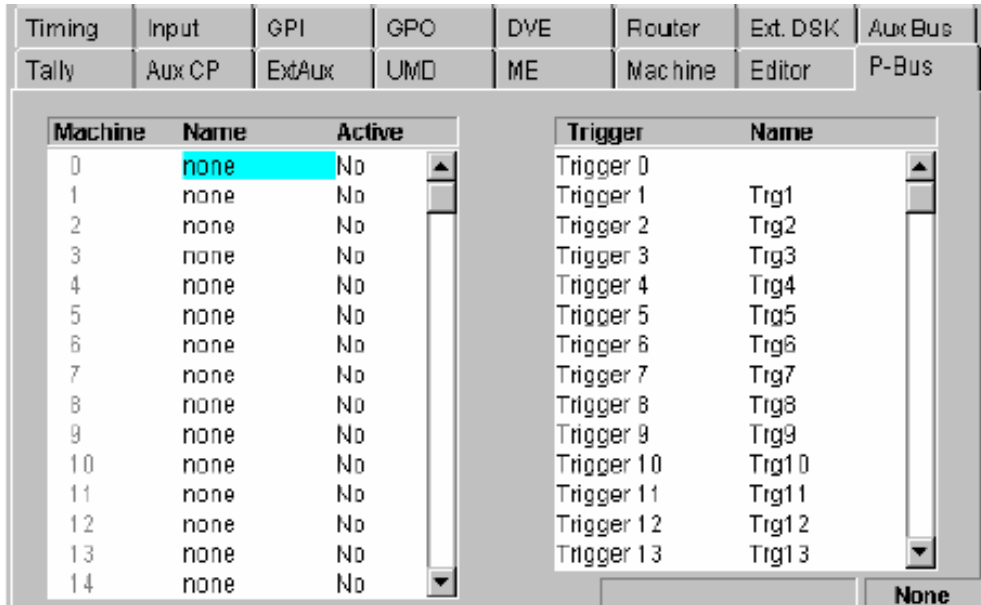 Timing Input GPI GPO DVE Router Ext. DSK Aux Bus
Tally Aux CP ExtAux UMD ME Machine Editor P-Bus
Machine Name Active Trigger Name
0 none No Trigger 0
1 none No Trigger 1 Trg1
2 none No Trigger 2 Trg2
3 none No Trigger 3 Trg3
4 none No Trigger 4 Trg4
5 none No Trigger 5 Trg5
6 none No Trigger 6 Trg6
7 none No Trigger 7 Trg7
8 none No Trigger 8 Trg8
9 none No Trigger 9 Trg9
10 none No Trigger 10 Trg10
11 none No Trigger 11 Trg11
12 none No Trigger 12 Trg12
13 none No Trigger 13 Trg13
14 none No
None